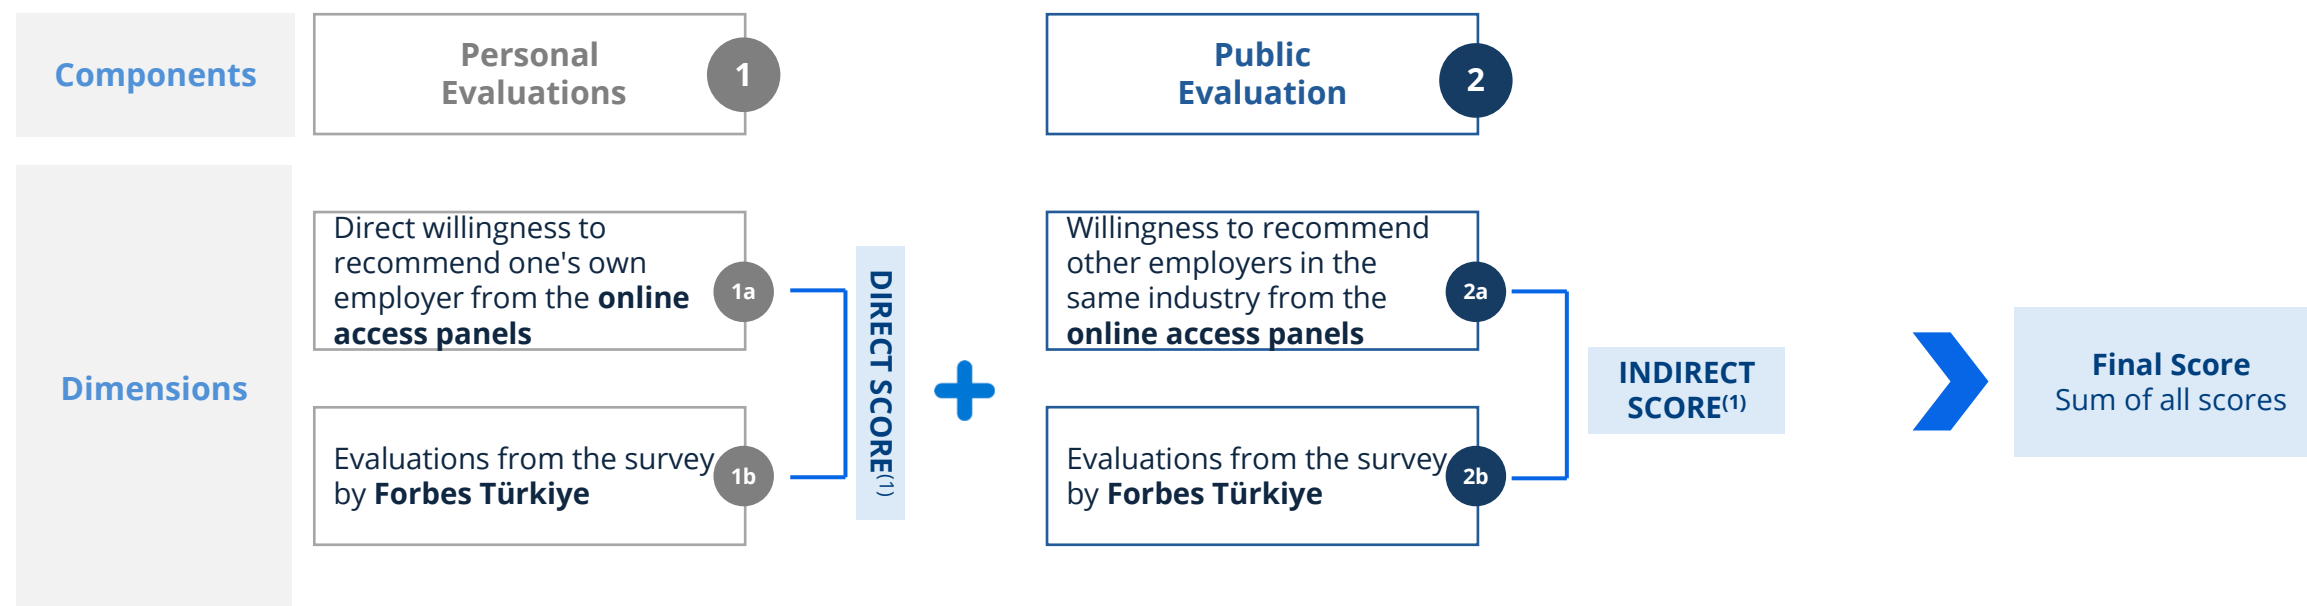 Components
Personal
Evaluations
1
Public
Evaluation
2
Dimensions
Direct willingness to
recommend one's own
employer from the online
access panels
1a
Evaluations from the survey
by Forbes Türkiye
1b
DIRECT SCORE(1)
Willingness to recommend
other employers in the
same industry from the
online access panels
2a
Evaluations from the survey
by Forbes Türkiye
2b
INDIRECT
SCORE(1)
Final Score
Sum of all scores